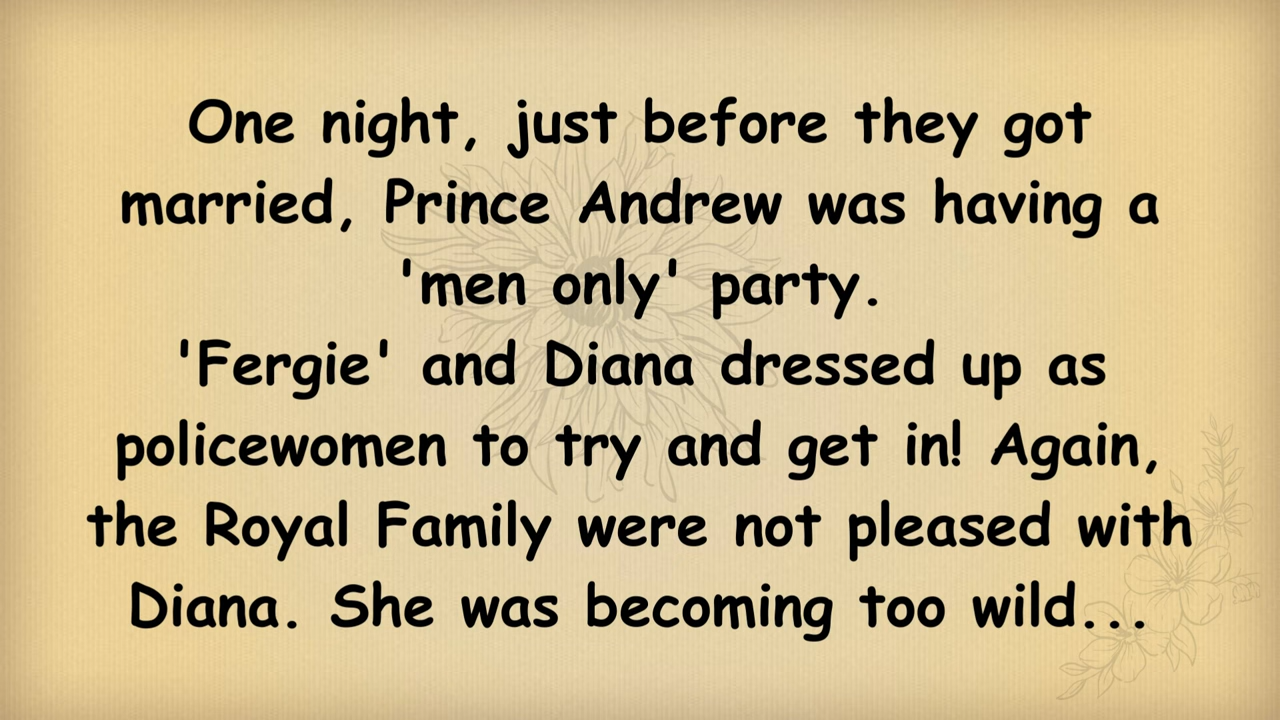 One night, just before they got
married, Prince Andrew was having a
'men only' party.
'Fergie' and Diana dressed up as
policewomen to try and get in! Again,
the Royal Family were not pleased with
Diana. She was becoming too wild...